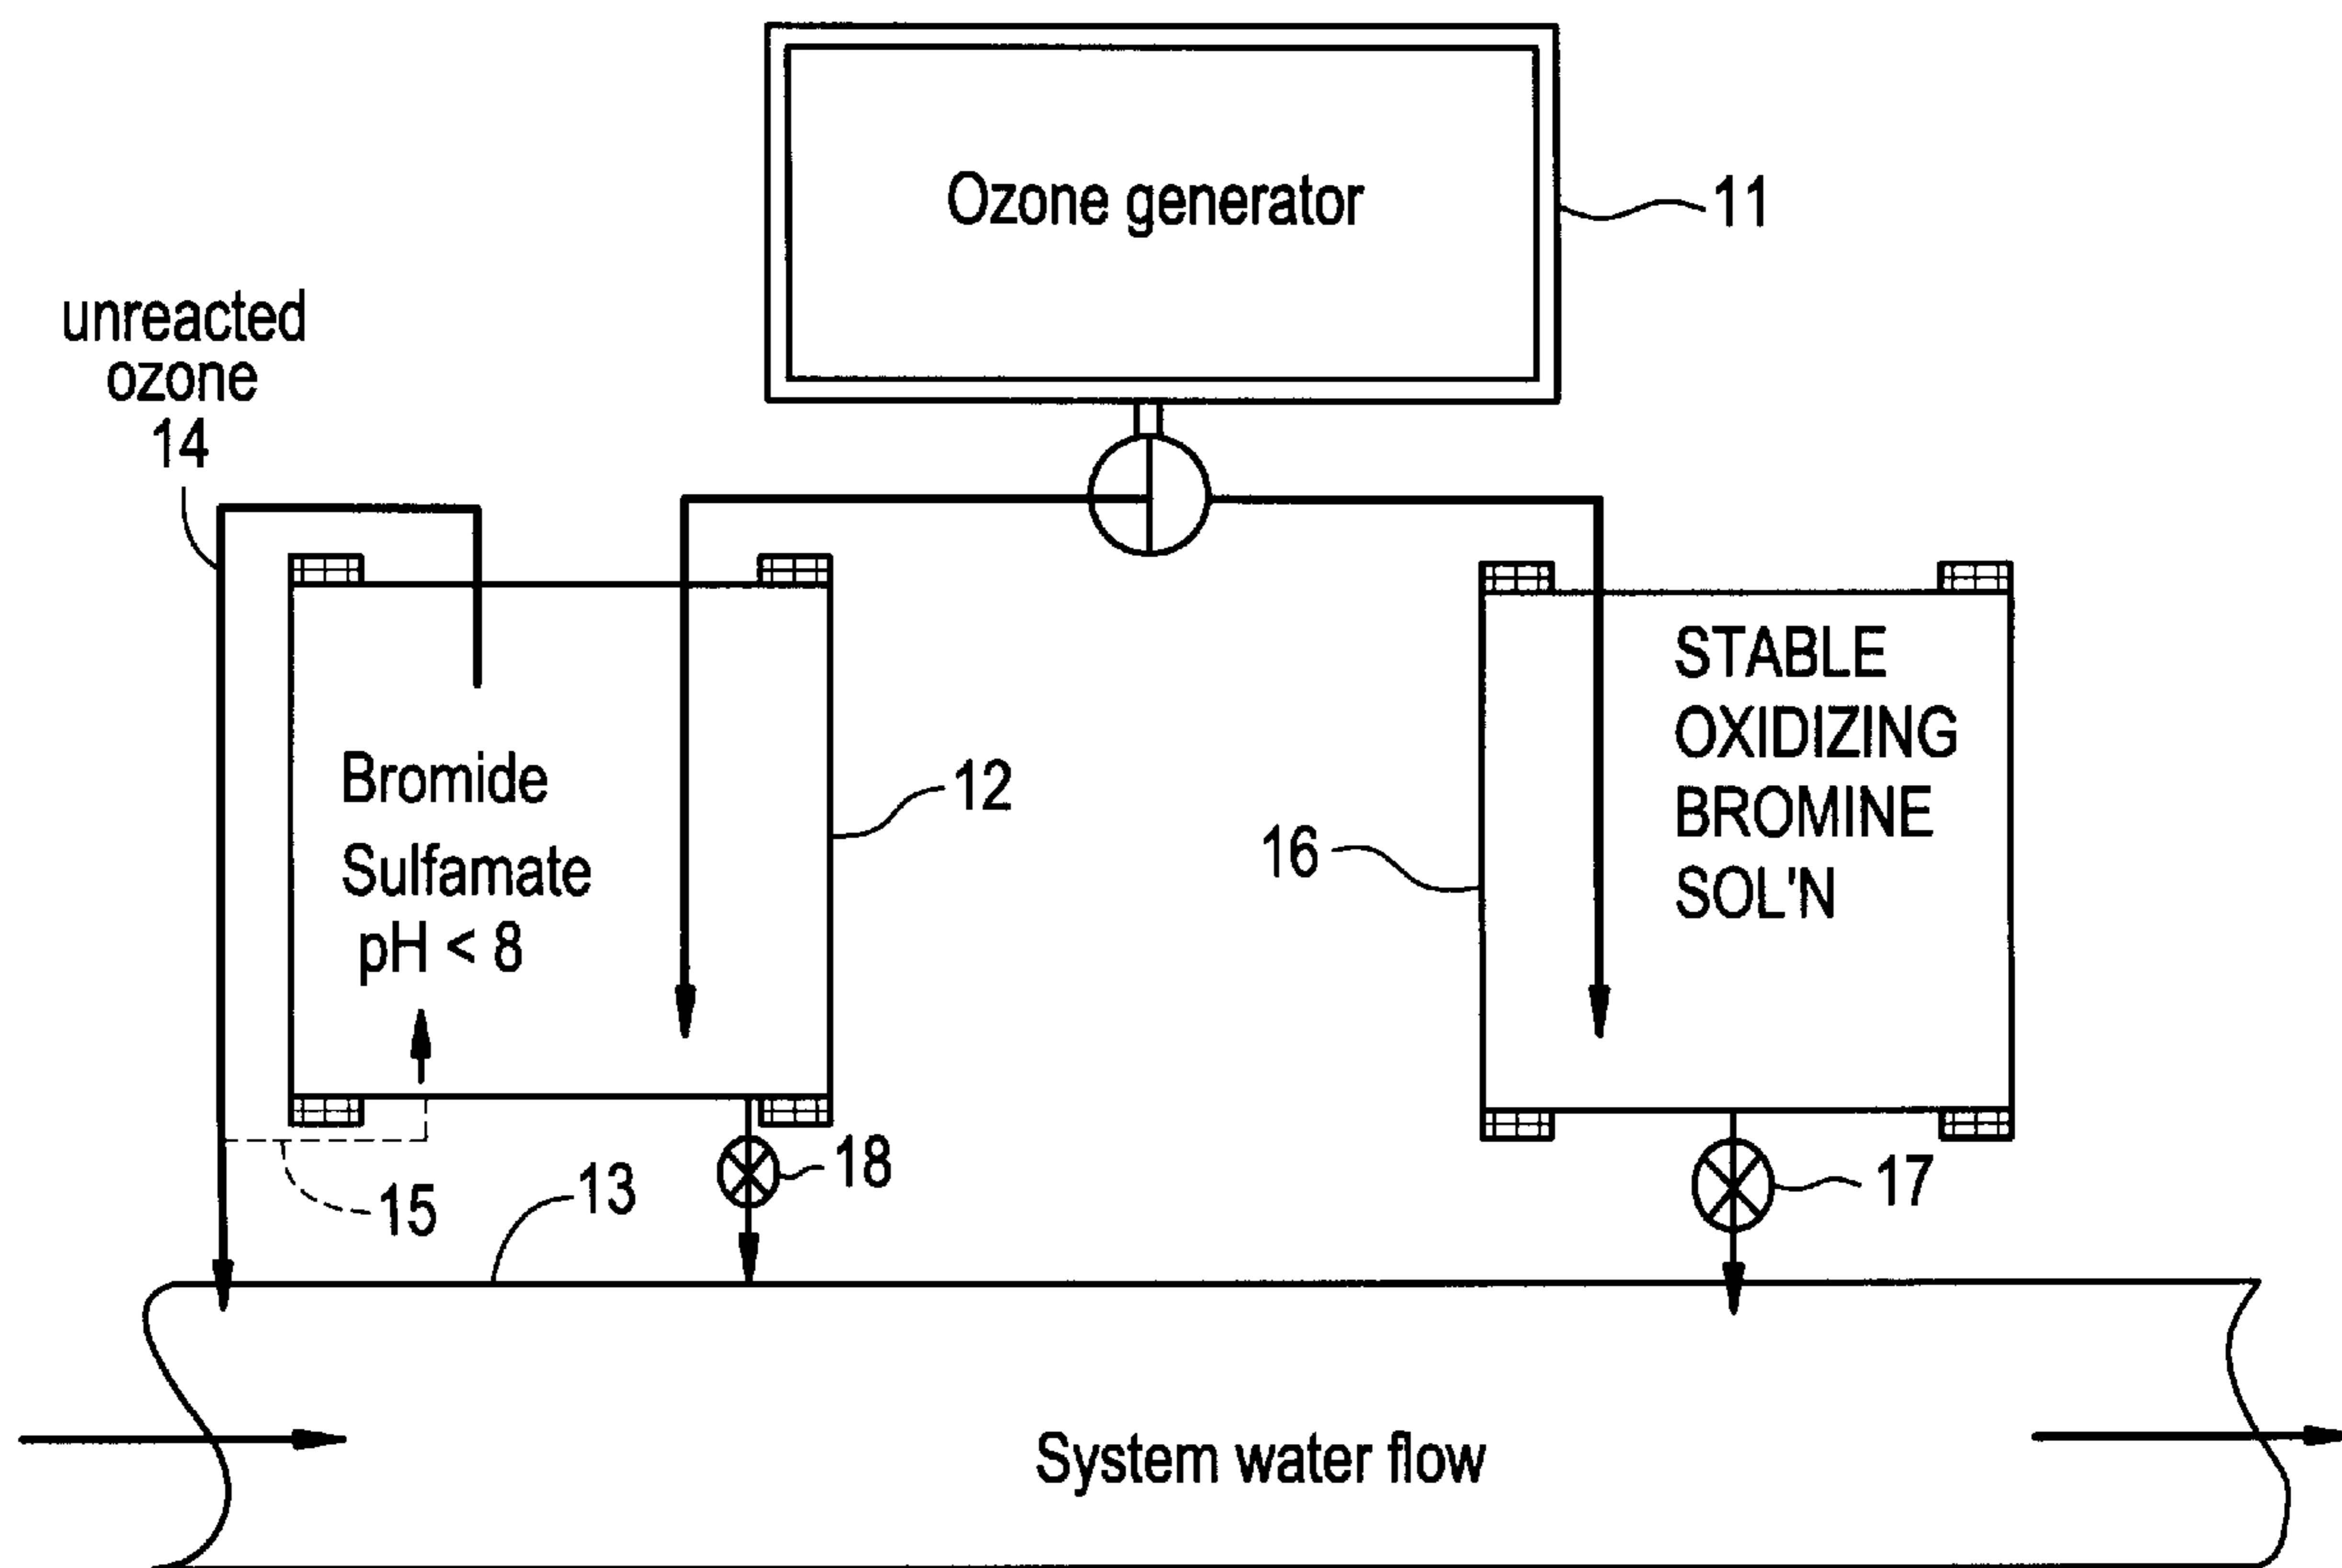 Ozone generator
11
unreacted
ozone
14
Bromide
Sulfamate
pH < 8
12
STABLE
OXIDIZING
BROMINE
SOL'N
16
18
17
15
13
System water flow